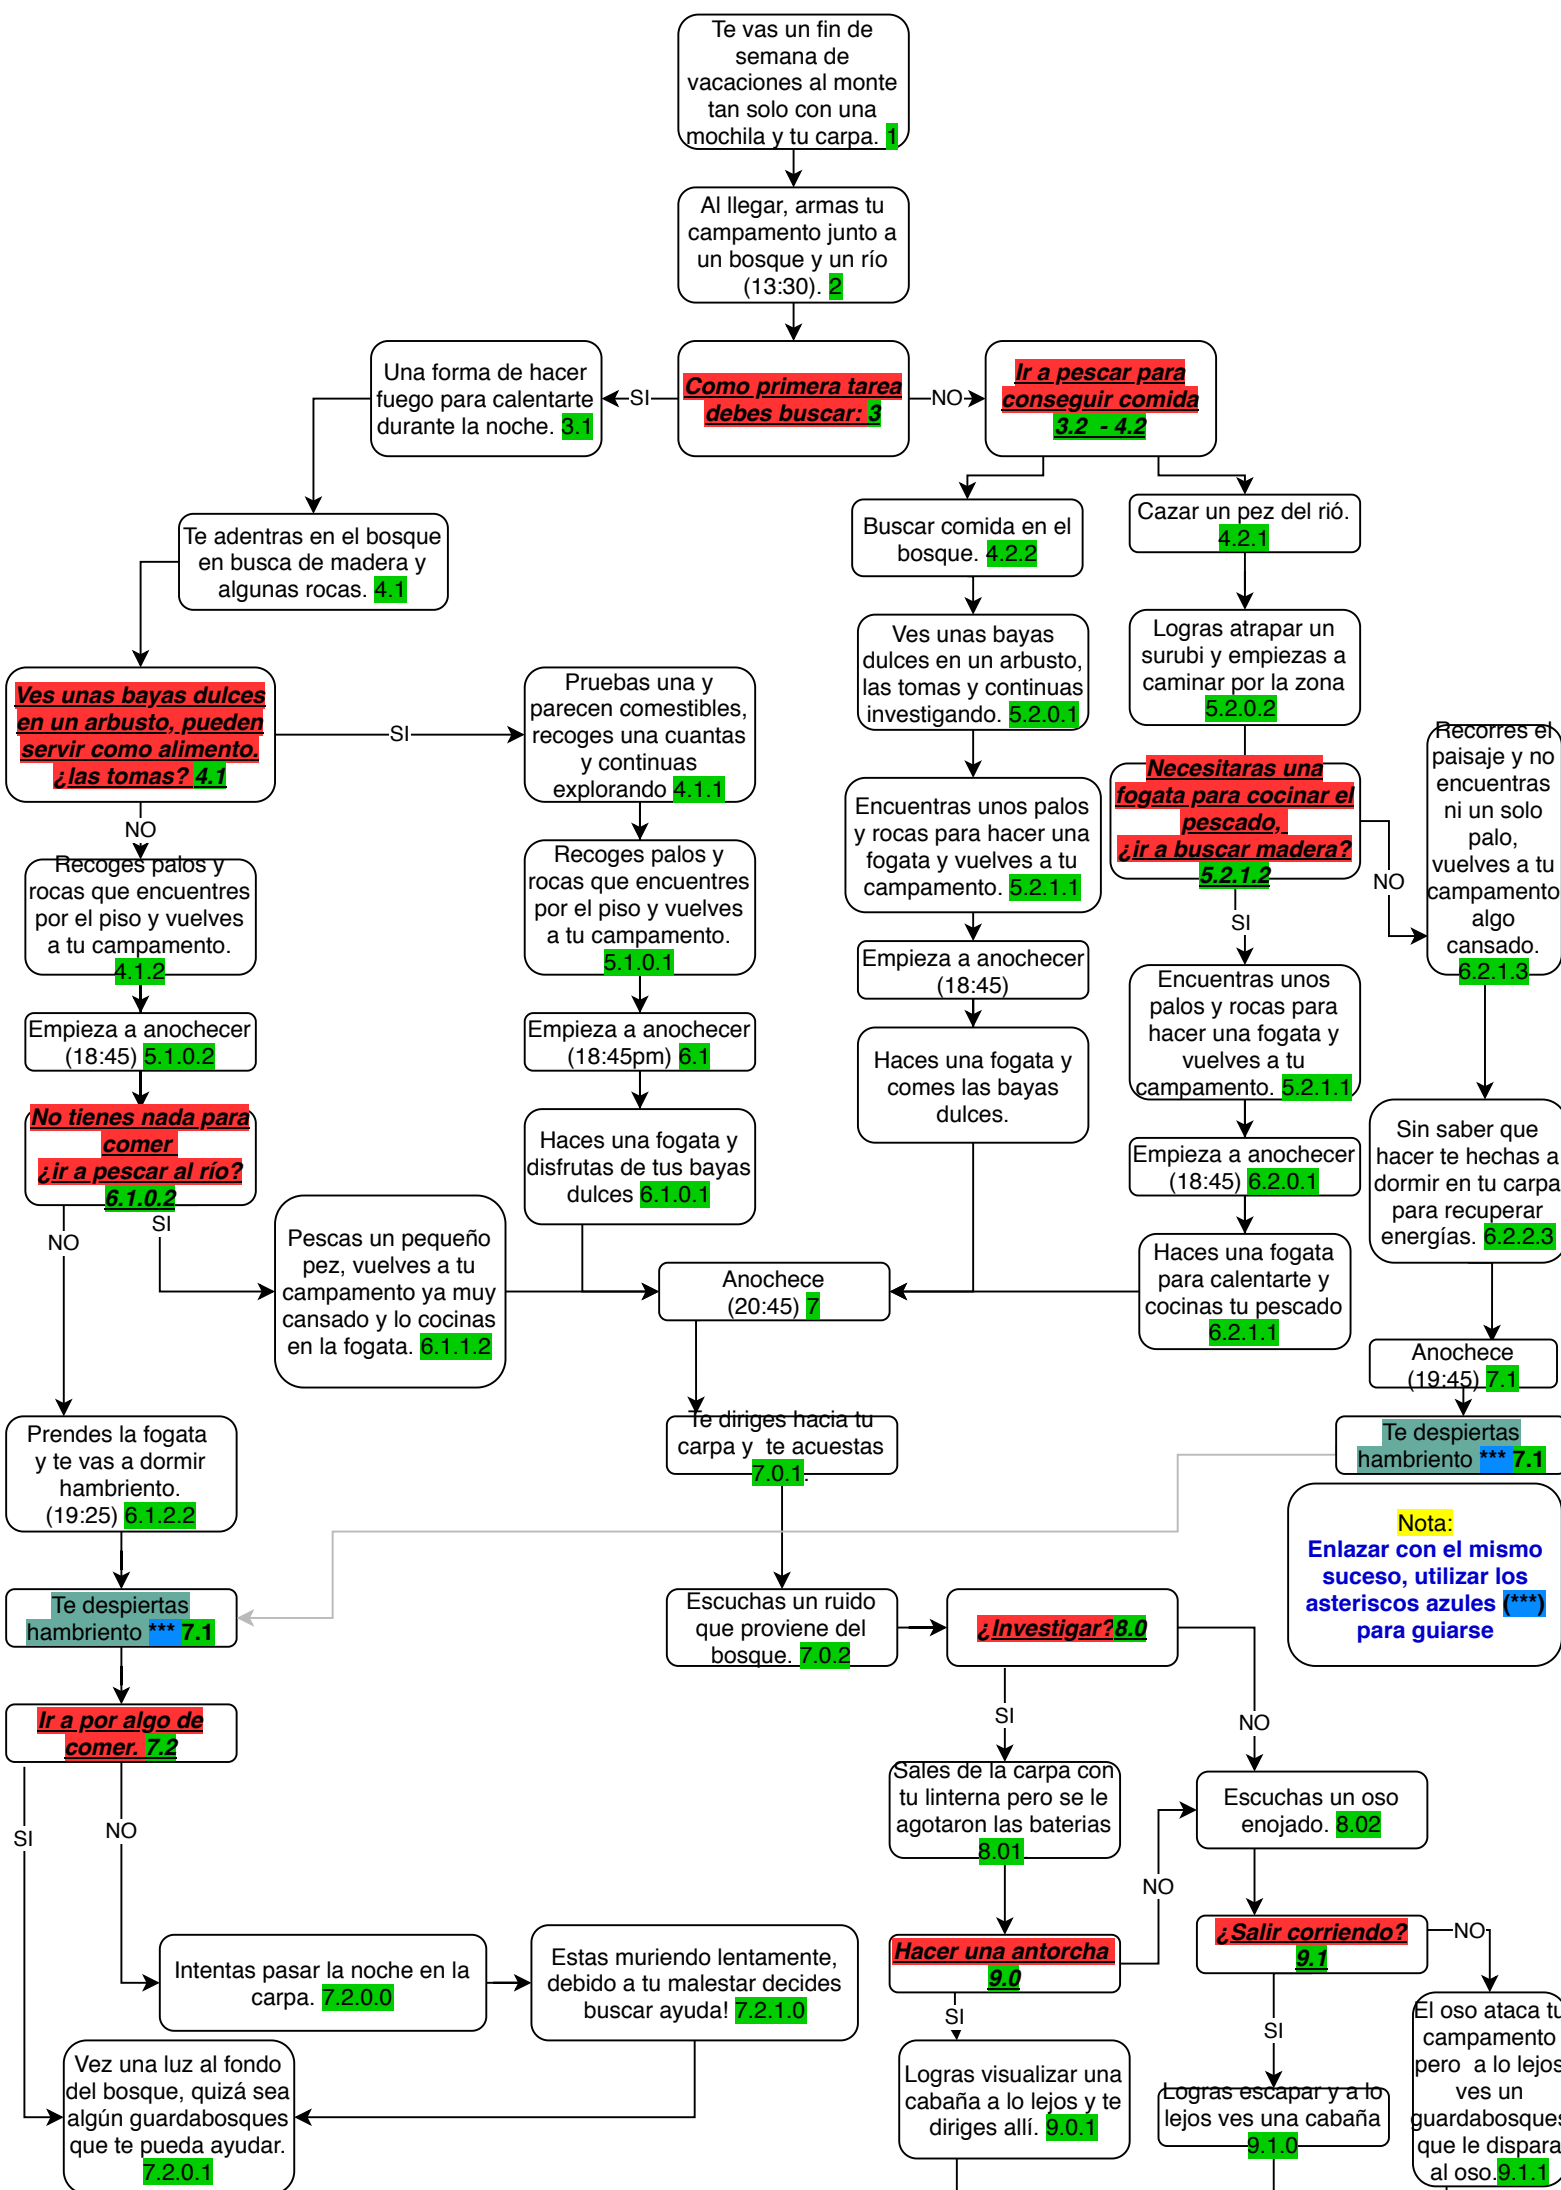 Te vas un fin de
semana de
vacaciones al monte
tan solo con una
mochila y tu carpa. 1
Al llegar, armas tu
campamento junto a
un bosque y un río
(13:30). 2
Una forma de hacer
fuego para calentarte
durante la noche. 3.1
SI
Como primera tarea
debes buscar: 3
NO
Ir a pescar para
conseguir comida
3.2 - 4.2
Te adentras en el bosque
en busca de madera y
algunas rocas. 4.1
Buscar comida en el
bosque. 4.2.2
Cazar un pez del rió.
4.2.1
Ves unas bayas dulces
en un arbusto, pueden
servir como alimento.
¿las tomas? 4.1
SI
Pruebas una y
parecen comestibles,
recoges una cuantas
y continuas
explorando 4.1.1
Ves unas bayas
dulces en un arbusto,
las tomas y continuas
investigando. 5.2.0.1
Logras atrapar un
surubi y empiezas a
caminar por la zona
5.2.0.2
Recorres el
paisaje y no
encuentras
ni un solo
palo,
vuelves a tu
campamento
algo
cansado.
6.2.1.3
NO
Recoges palos y
rocas que encuentres
por el piso y vuelves
a tu campamento.
4.1.2
Recoges palos y
rocas que encuentres
por el piso y vuelves
a tu campamento.
5.1.0.1
Encuentras unos palos
y rocas para hacer una
fogata y vuelves a tu
campamento. 5.2.1.1
Necesitaras una
fogata para cocinar el
pescado,
¿ir a buscar madera?
5.2.1.2
NO
SI
Empieza a anochecer
(18:45) 5.1.0.2
Empieza a anochecer
(18:45pm) 6.1
Empieza a anochecer
(18:45)
Encuentras unos
palos y rocas para
hacer una fogata y
vuelves a tu
campamento. 5.2.1.1
No tienes nada para
comer
¿ir a pescar al río?
6.1.0.2
Haces una fogata y
disfrutas de tus bayas
dulces 6.1.0.1
Haces una fogata y
comes las bayas
dulces.
Empieza a anochecer
(18:45) 6.2.0.1
Sin saber que
hacer te hechas a
dormir en tu carpa
para recuperar
energías. 6.2.2.3
NO
SI
Pescas un pequeño
pez, vuelves a tu
campamento ya muy
cansado y lo cocinas
en la fogata. 6.1.1.2
Anochece
(20:45) 7
Haces una fogata
para calentarte y
cocinas tu pescado
6.2.1.1
Anochece
(19:45) 7.1
Prendes la fogata
y te vas a dormir
hambriento.
(19:25) 6.1.2.2
Te diriges hacia tu
carpa y te acuestas
7.0.1.
Te despiertas
hambriento *** 7.1
Nota:
Enlazar con el mismo
suceso, utilizar los
asteriscos azules (***)
para guiarse
Te despiertas
hambriento *** 7.1
Escuchas un ruido
que proviene del
bosque. 7.0.2
¿Investigar? 8.0
Ir a por algo de
comer. 7.2
SI
NO
Sales de la carpa con
tu linterna pero se le
agotaron las baterias
8.01
Escuchas un oso
enojado. 8.02
SI
NO
NO
Intentas pasar la noche en la
carpa. 7.2.0.0
Estas muriendo lentamente,
debido a tu malestar decides
buscar ayuda! 7.2.1.0
Hacer una antorcha
9.0
¿Salir corriendo?
9.1
NO
SI
SI
Vez una luz al fondo
del bosque, quizá sea
algún guardabosques
que te pueda ayudar.
7.2.0.1
Logras visualizar una
cabaña a lo lejos y te
diriges allí. 9.0.1
Logras escapar y a lo
lejos ves una cabaña
9.1.0
El oso ataca tu
campamento
pero a lo lejos
ves un
guardabosques
que le dispara
al oso. 9.1.1